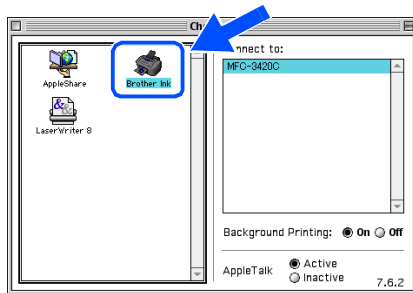 Ch
nnect to:
AppleShare
Brother Ink
LaserWriter 8
MFC-3420C
Background Printing: On Off
AppleTalk Active
Inactive
7.6.2